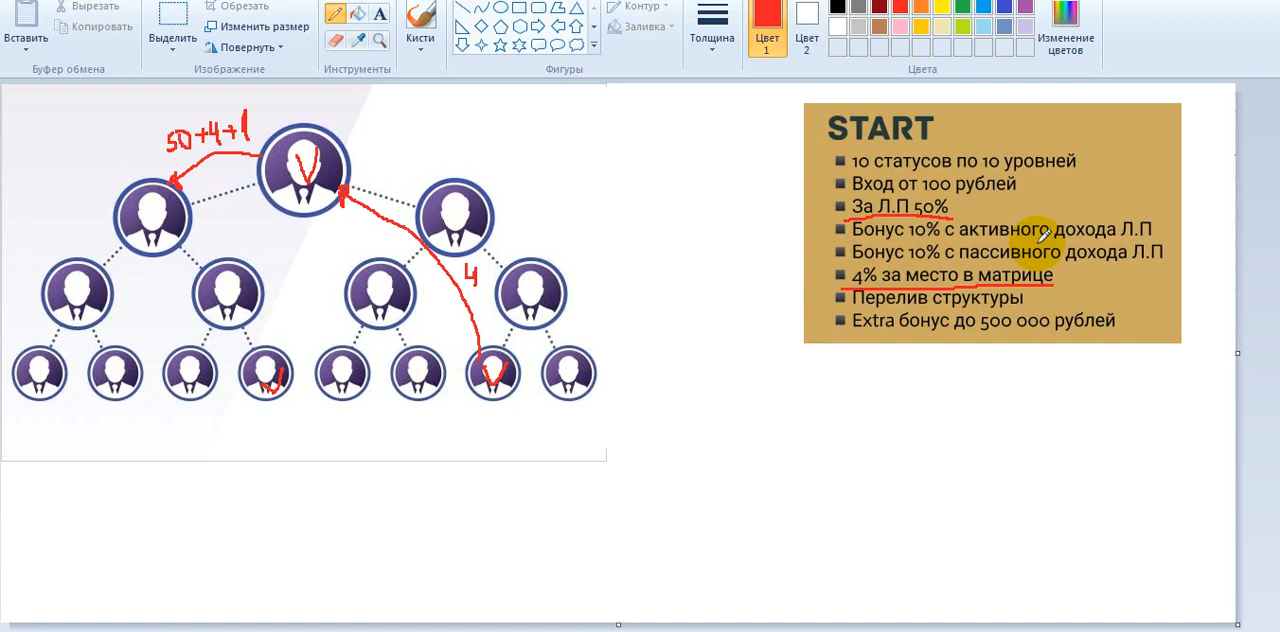 Вырезать
Обрезать
Контур
Копировать
Изменить размер
Заливка
Вставить
Выделить
Повернуть
A
Кисти
Толщина
Цвет
1
Цвет
2
Изменение
цветов
Буфер обмена
Изображение
Инструменты
Фигуры
Цвета
50+4+1
4
START
10 статусов по 10 уровней
Вход от 100 рублей
За Л.П 50%
Бонус 10% с активного дохода Л.П
Бонус 10% с пассивного дохода Л.П
4% за место в матрице
Перелив структуры
Extra бонус до 500 000 рублей